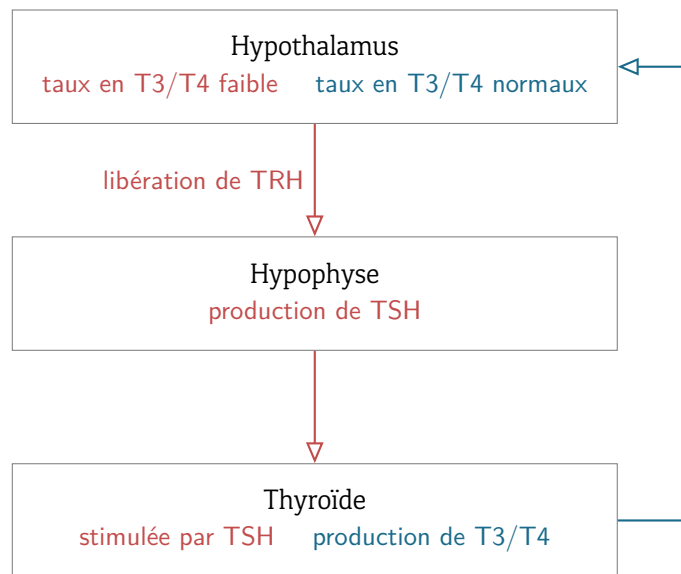 Hypothalamus
taux en T3/T4 faible taux en T3/T4 normaux
libération de TRH
Hypophyse
production de TSH
Thyroïde
stimulée par TSH production de T3/T4